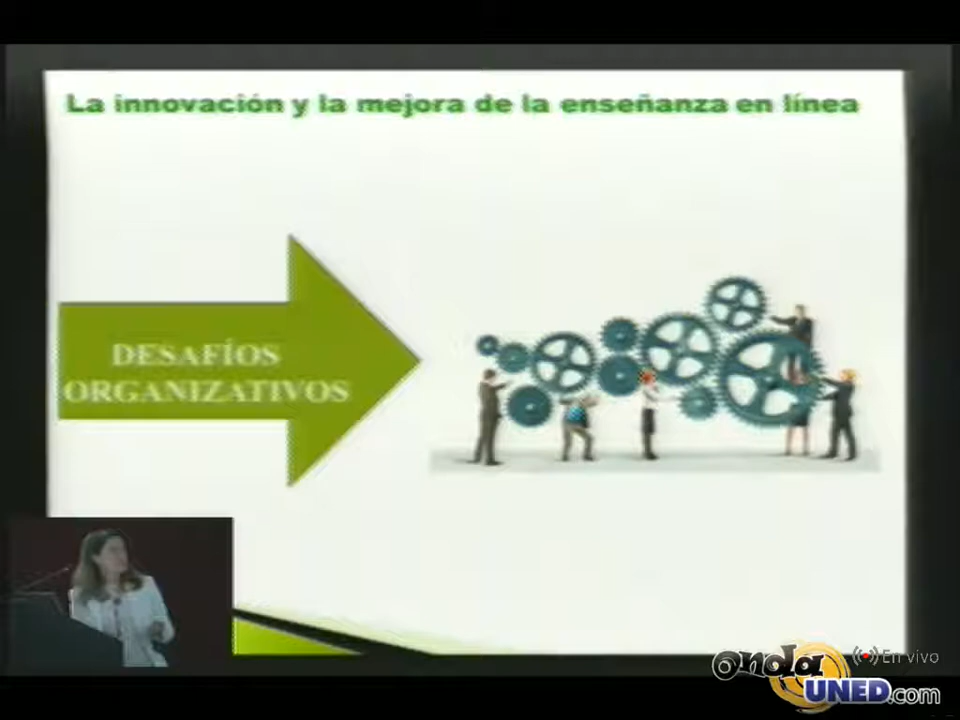 La innovación y la mejora de la enseñanza en línea
DESAFÍOS
ORGANIZATIVOS
En vivo
onda
UNED.com